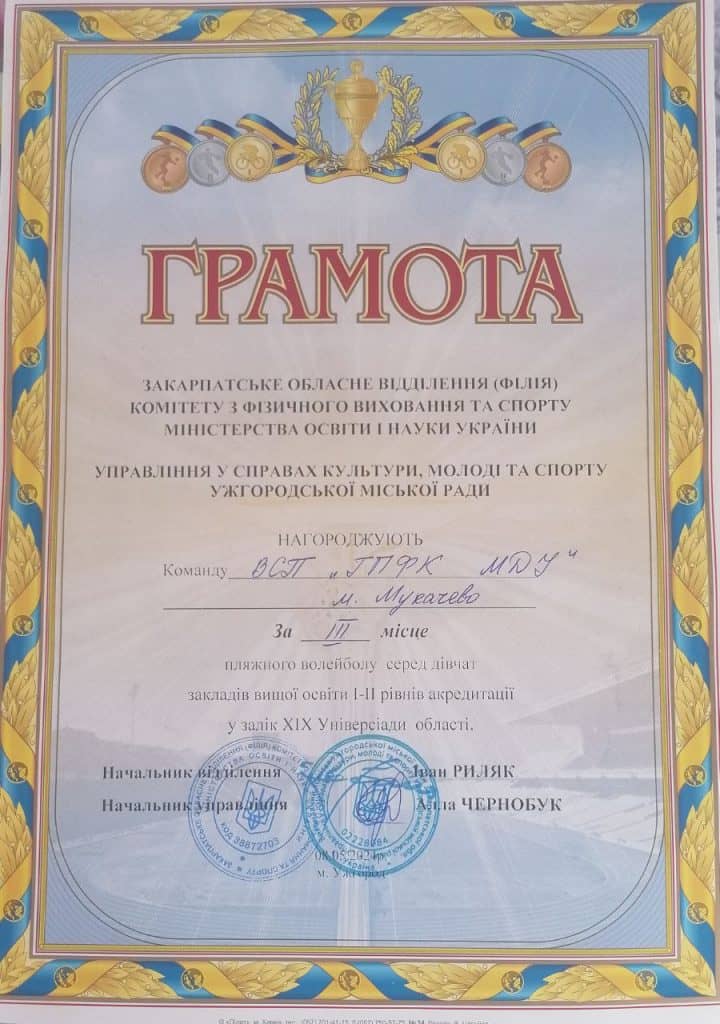 ГРАМОТА
ЗАКАРПАТСЬКЕ ОБЛАСНЕ ВІДДІЛЕННЯ (ФІЛІЯ)
КОМІТЕТУ З ФІЗИЧНОГО ВИХОВАННЯ ТА СПОРТУ
МІНІСТЕРСТВА ОСВІТИ І НАУКИ УКРАЇНИ
УПРАВЛІННЯ У СПРАВАХ КУЛЬТУРИ, МОЛОДІ ТА СПОРТУ
УЖГОРОДСЬКОЇ МІСЬКОЇ РАДИ
НАГОРОДЖУЮТЬ
Команду ВСП „ГПФК МДУ"
м. Мукачево
За III місце
пляжного волейболу серед дівчат
закладів вищої освіти І-ІІ рівнів акредитації
у залік XIX Універсіади області.
Начальник відділення Іван РИЛЯК
Начальник управління Алла ЧЕРНОБУК
код 38872703
м. Ужгород